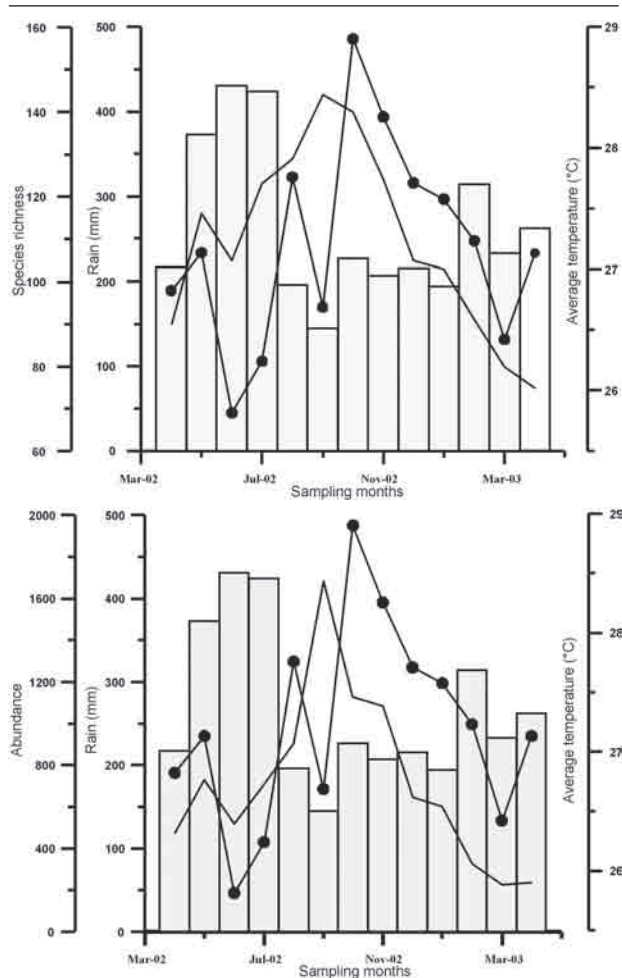 160
140
120
100
80
60
Species richness
500
400
300
200
100
0
Rain (mm)
29
28
27
26
Average temperature (°C)
Mar-02
Jul-02
Nov-02
Mar-03
Sampling months
2000
1600
1200
800
400
0
Abundance
500
400
300
200
100
0
Rain (mm)
29
28
27
26
Average temperature (°C)
Mar-02
Jul-02
Nov-02
Mar-03
Sampling months